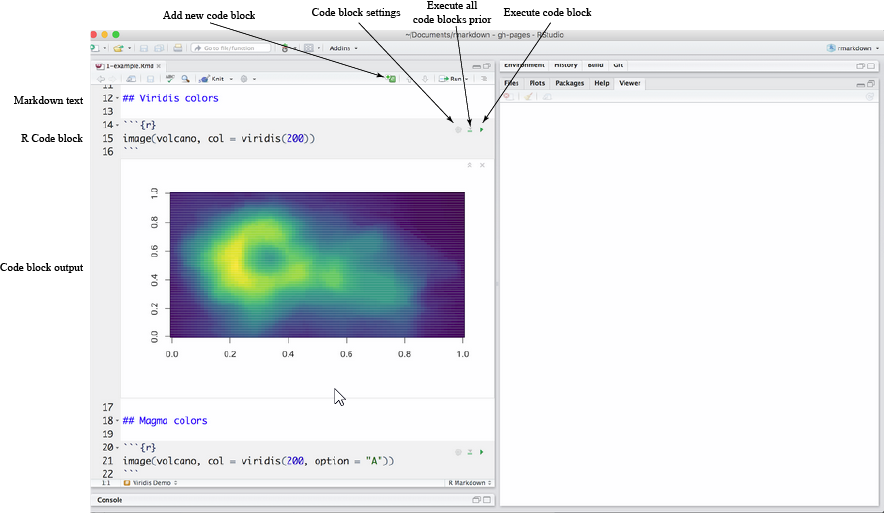 Add new code block
Code block settings
Execute all
code blocks prior
Execute code block
~/Documents/rmarkdown - gh-pages - RStudio
Go to file/function
Addins
rmarkdown
1-example.Rmd
Knit
Run
Environment History Build Git
Files Plots Packages Help Viewer
11
Markdown text
12 ## Viridis colors
13
14 ```{r}
R Code block
15 image(volcano, col = viridis(200))
16 ```
1.0
0.8
0.6
Code block output
0.4
0.2
0.0
0.0 0.2 0.4 0.6 0.8 1.0
17
18 ## Magma colors
19
20 ```{r}
21 image(volcano, col = viridis(200, option = "A"))
22 ```
1:1 Viridis Demo R Markdown
Console